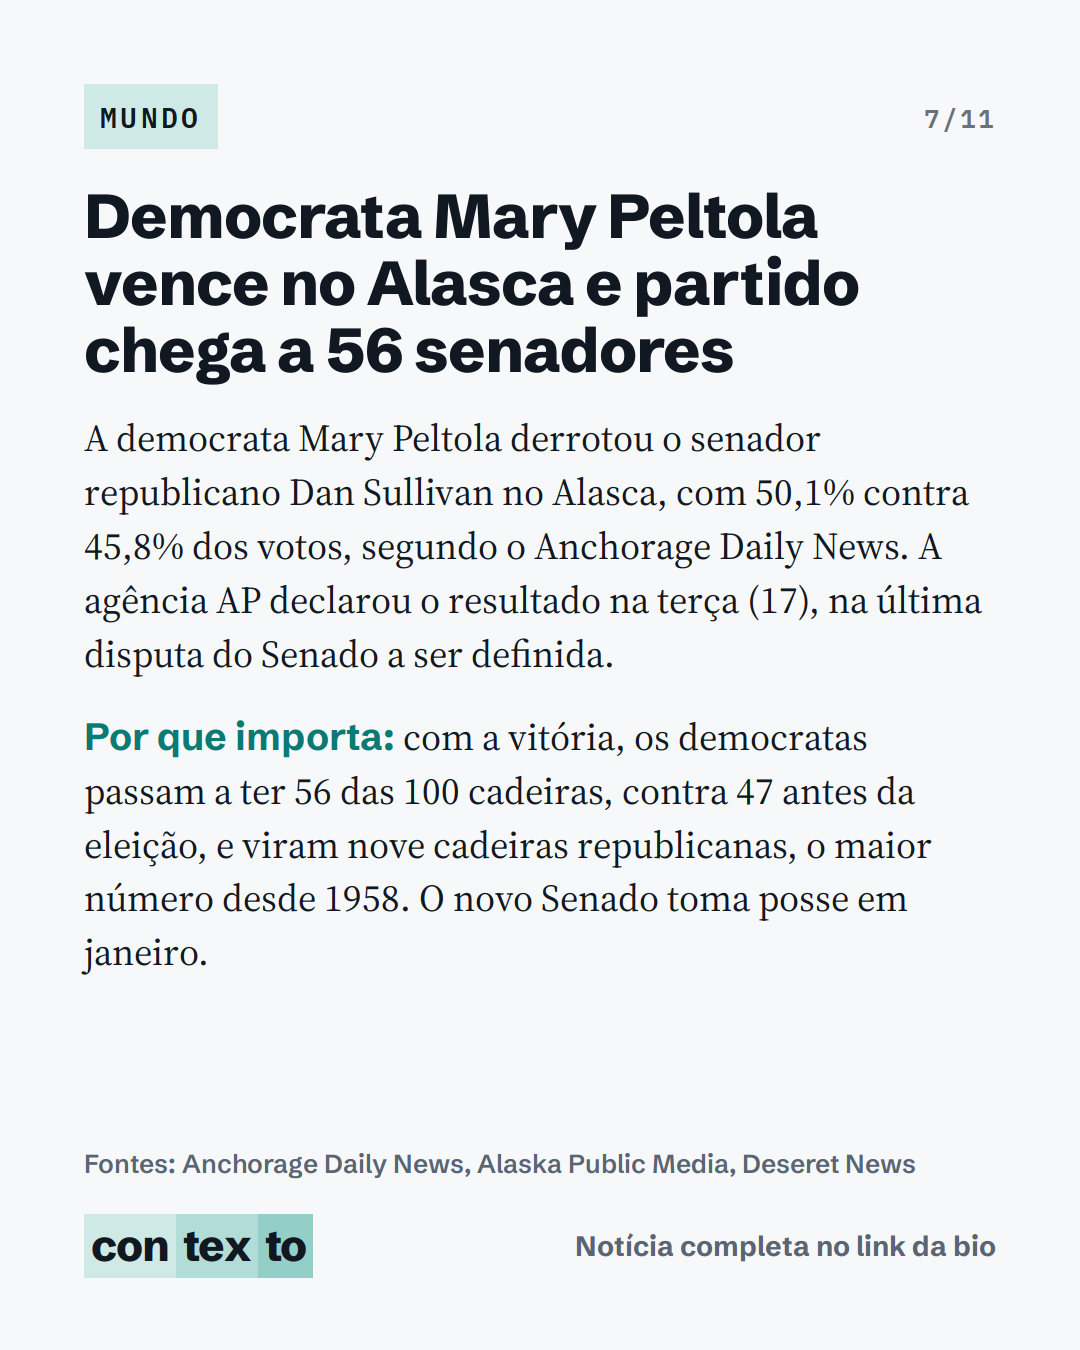 MUNDO
7/11
Democrata Mary Peltola
vence no Alasca e partido
chega a 56 senadores
A democrata Mary Peltola derrotou o senador
republicano Dan Sullivan no Alasca, com 50,1% contra
45,8% dos votos, segundo o Anchorage Daily News. A
agência AP declarou o resultado na terça (17), na última
disputa do Senado a ser definida.
Por que importa: com a vitória, os democratas
passam a ter 56 das 100 cadeiras, contra 47 antes da
eleição, e viram nove cadeiras republicanas, o maior
número desde 1958. O novo Senado toma posse em
janeiro.
Fontes: Anchorage Daily News, Alaska Public Media, Deseret News
con tex to
Notícia completa no link da bio